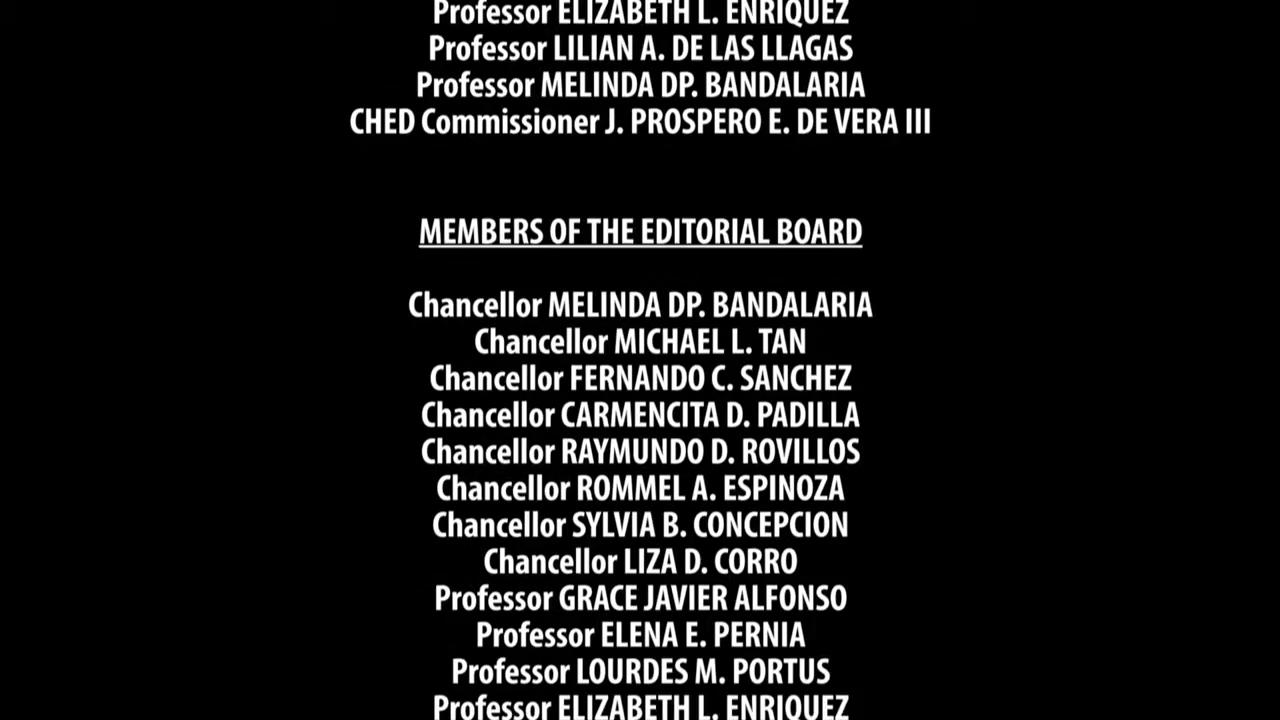 Professor ELIZABETH L. ENRIQUEZ
Professor LILIAN A. DE LAS LLAGAS
Professor MELINDA DP. BANDALARIA
CHED Commissioner J. PROSPERO E. DE VERA III
MEMBERS OF THE EDITORIAL BOARD
Chancellor MELINDA DP. BANDALARIA
Chancellor MICHAEL L. TAN
Chancellor FERNANDO C. SANCHEZ
Chancellor CARMENCITA D. PADILLA
Chancellor RAYMUNDO D. ROVILLOS
Chancellor ROMMEL A. ESPINOZA
Chancellor SYLVIA B. CONCEPCION
Chancellor LIZA D. CORRO
Professor GRACE JAVIER ALFONSO
Professor ELENA E. PERNIA
Professor LOURDES M. PORTUS
Professor ELIZABETH L. ENRIQUEZ